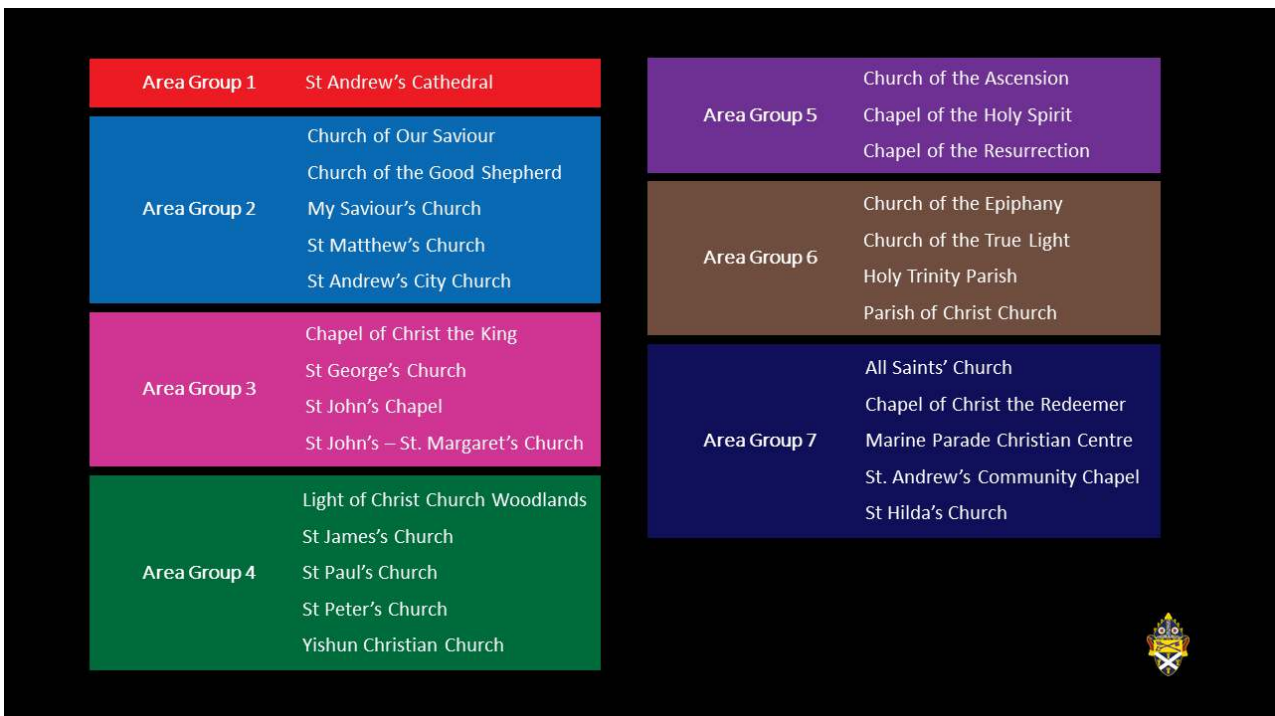 Area Group 1
St Andrew's Cathedral
Area Group 2
Church of Our Saviour
Church of the Good Shepherd
My Saviour's Church
St Matthew's Church
St Andrew's City Church
Area Group 3
Chapel of Christ the King
St George's Church
St John's Chapel
St John's – St. Margaret's Church
Area Group 4
Light of Christ Church Woodlands
St James's Church
St Paul's Church
St Peter's Church
Yishun Christian Church
Area Group 5
Church of the Ascension
Chapel of the Holy Spirit
Chapel of the Resurrection
Area Group 6
Church of the Epiphany
Church of the True Light
Holy Trinity Parish
Parish of Christ Church
Area Group 7
All Saints' Church
Chapel of Christ the Redeemer
Marine Parade Christian Centre
St. Andrew's Community Chapel
St Hilda's Church